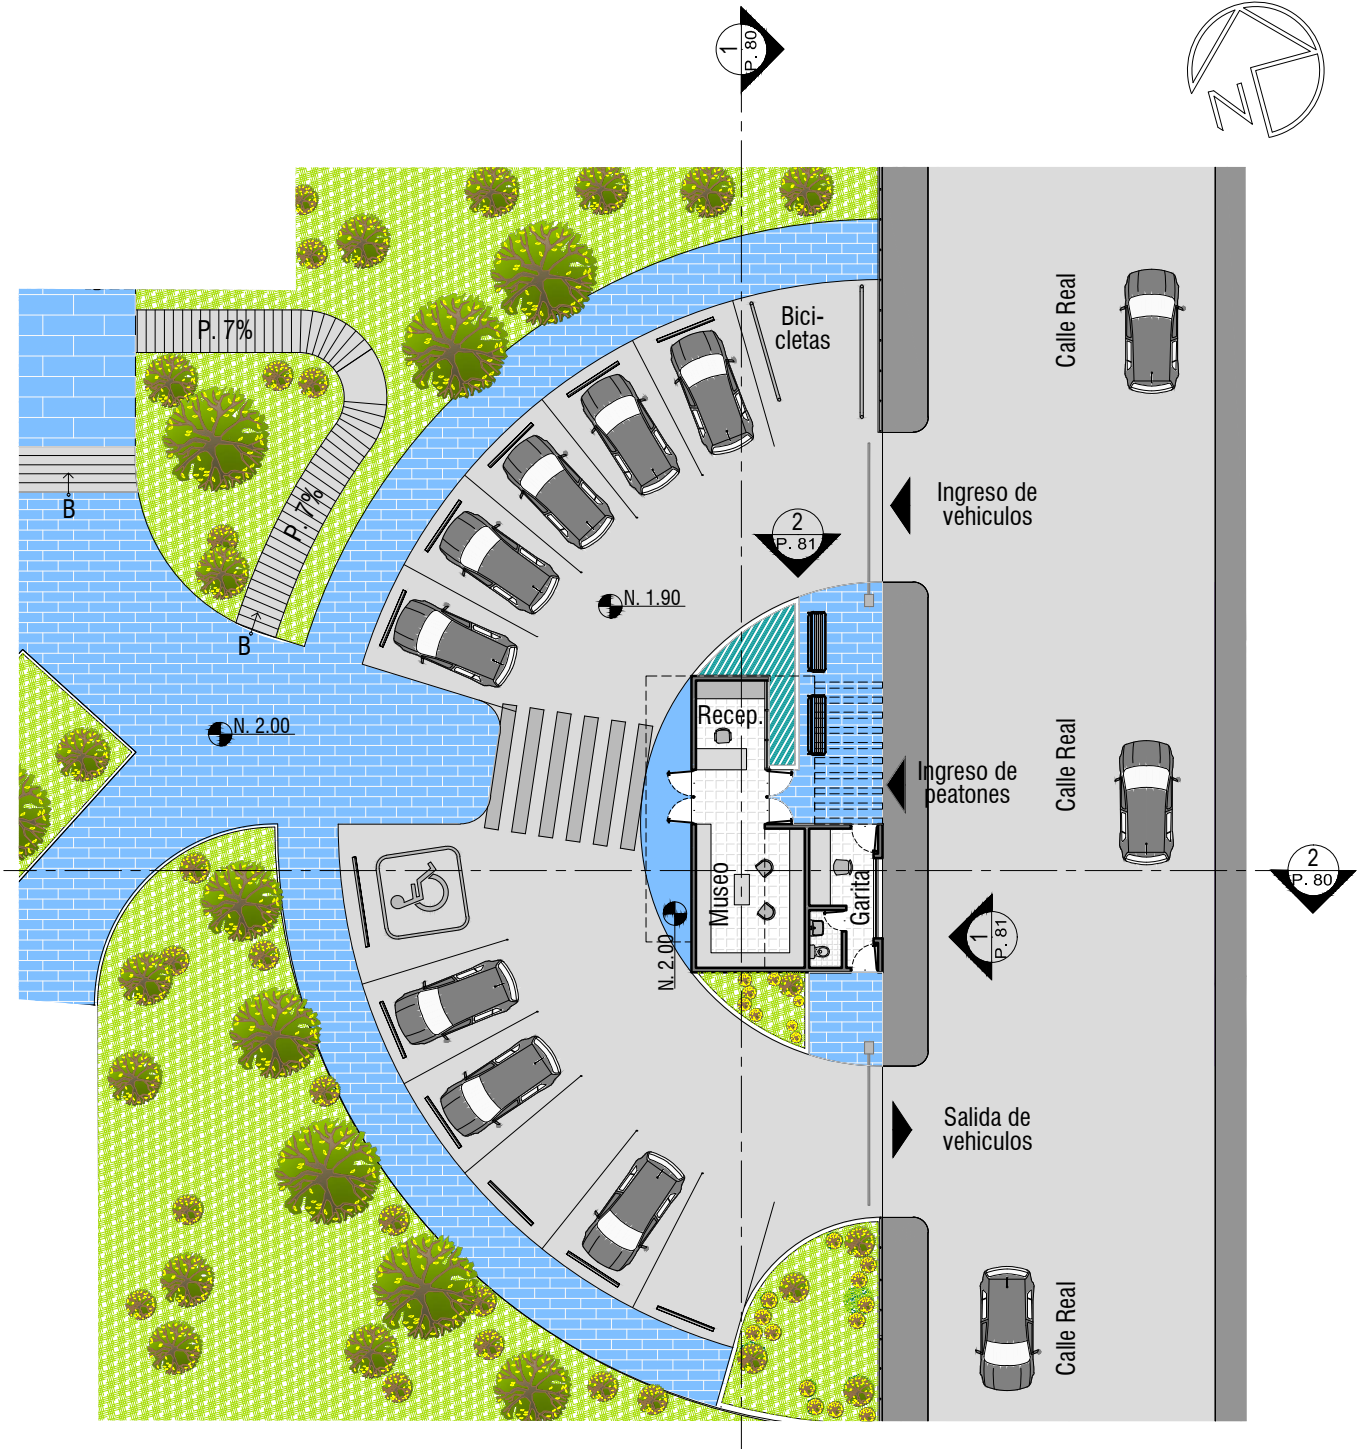 1
P. 80
N
P. 7%
Bici-
cletas
Calle Real
P. 7%
B
Ingreso de
vehiculos
2
P. 81
N. 1.90
B
N. 2.00
Recep.
Calle Real
Ingreso de
peatones
Museo
Garita
2
P. 80
1
P. 81
N. 2.00
Salida de
vehiculos
Calle Real